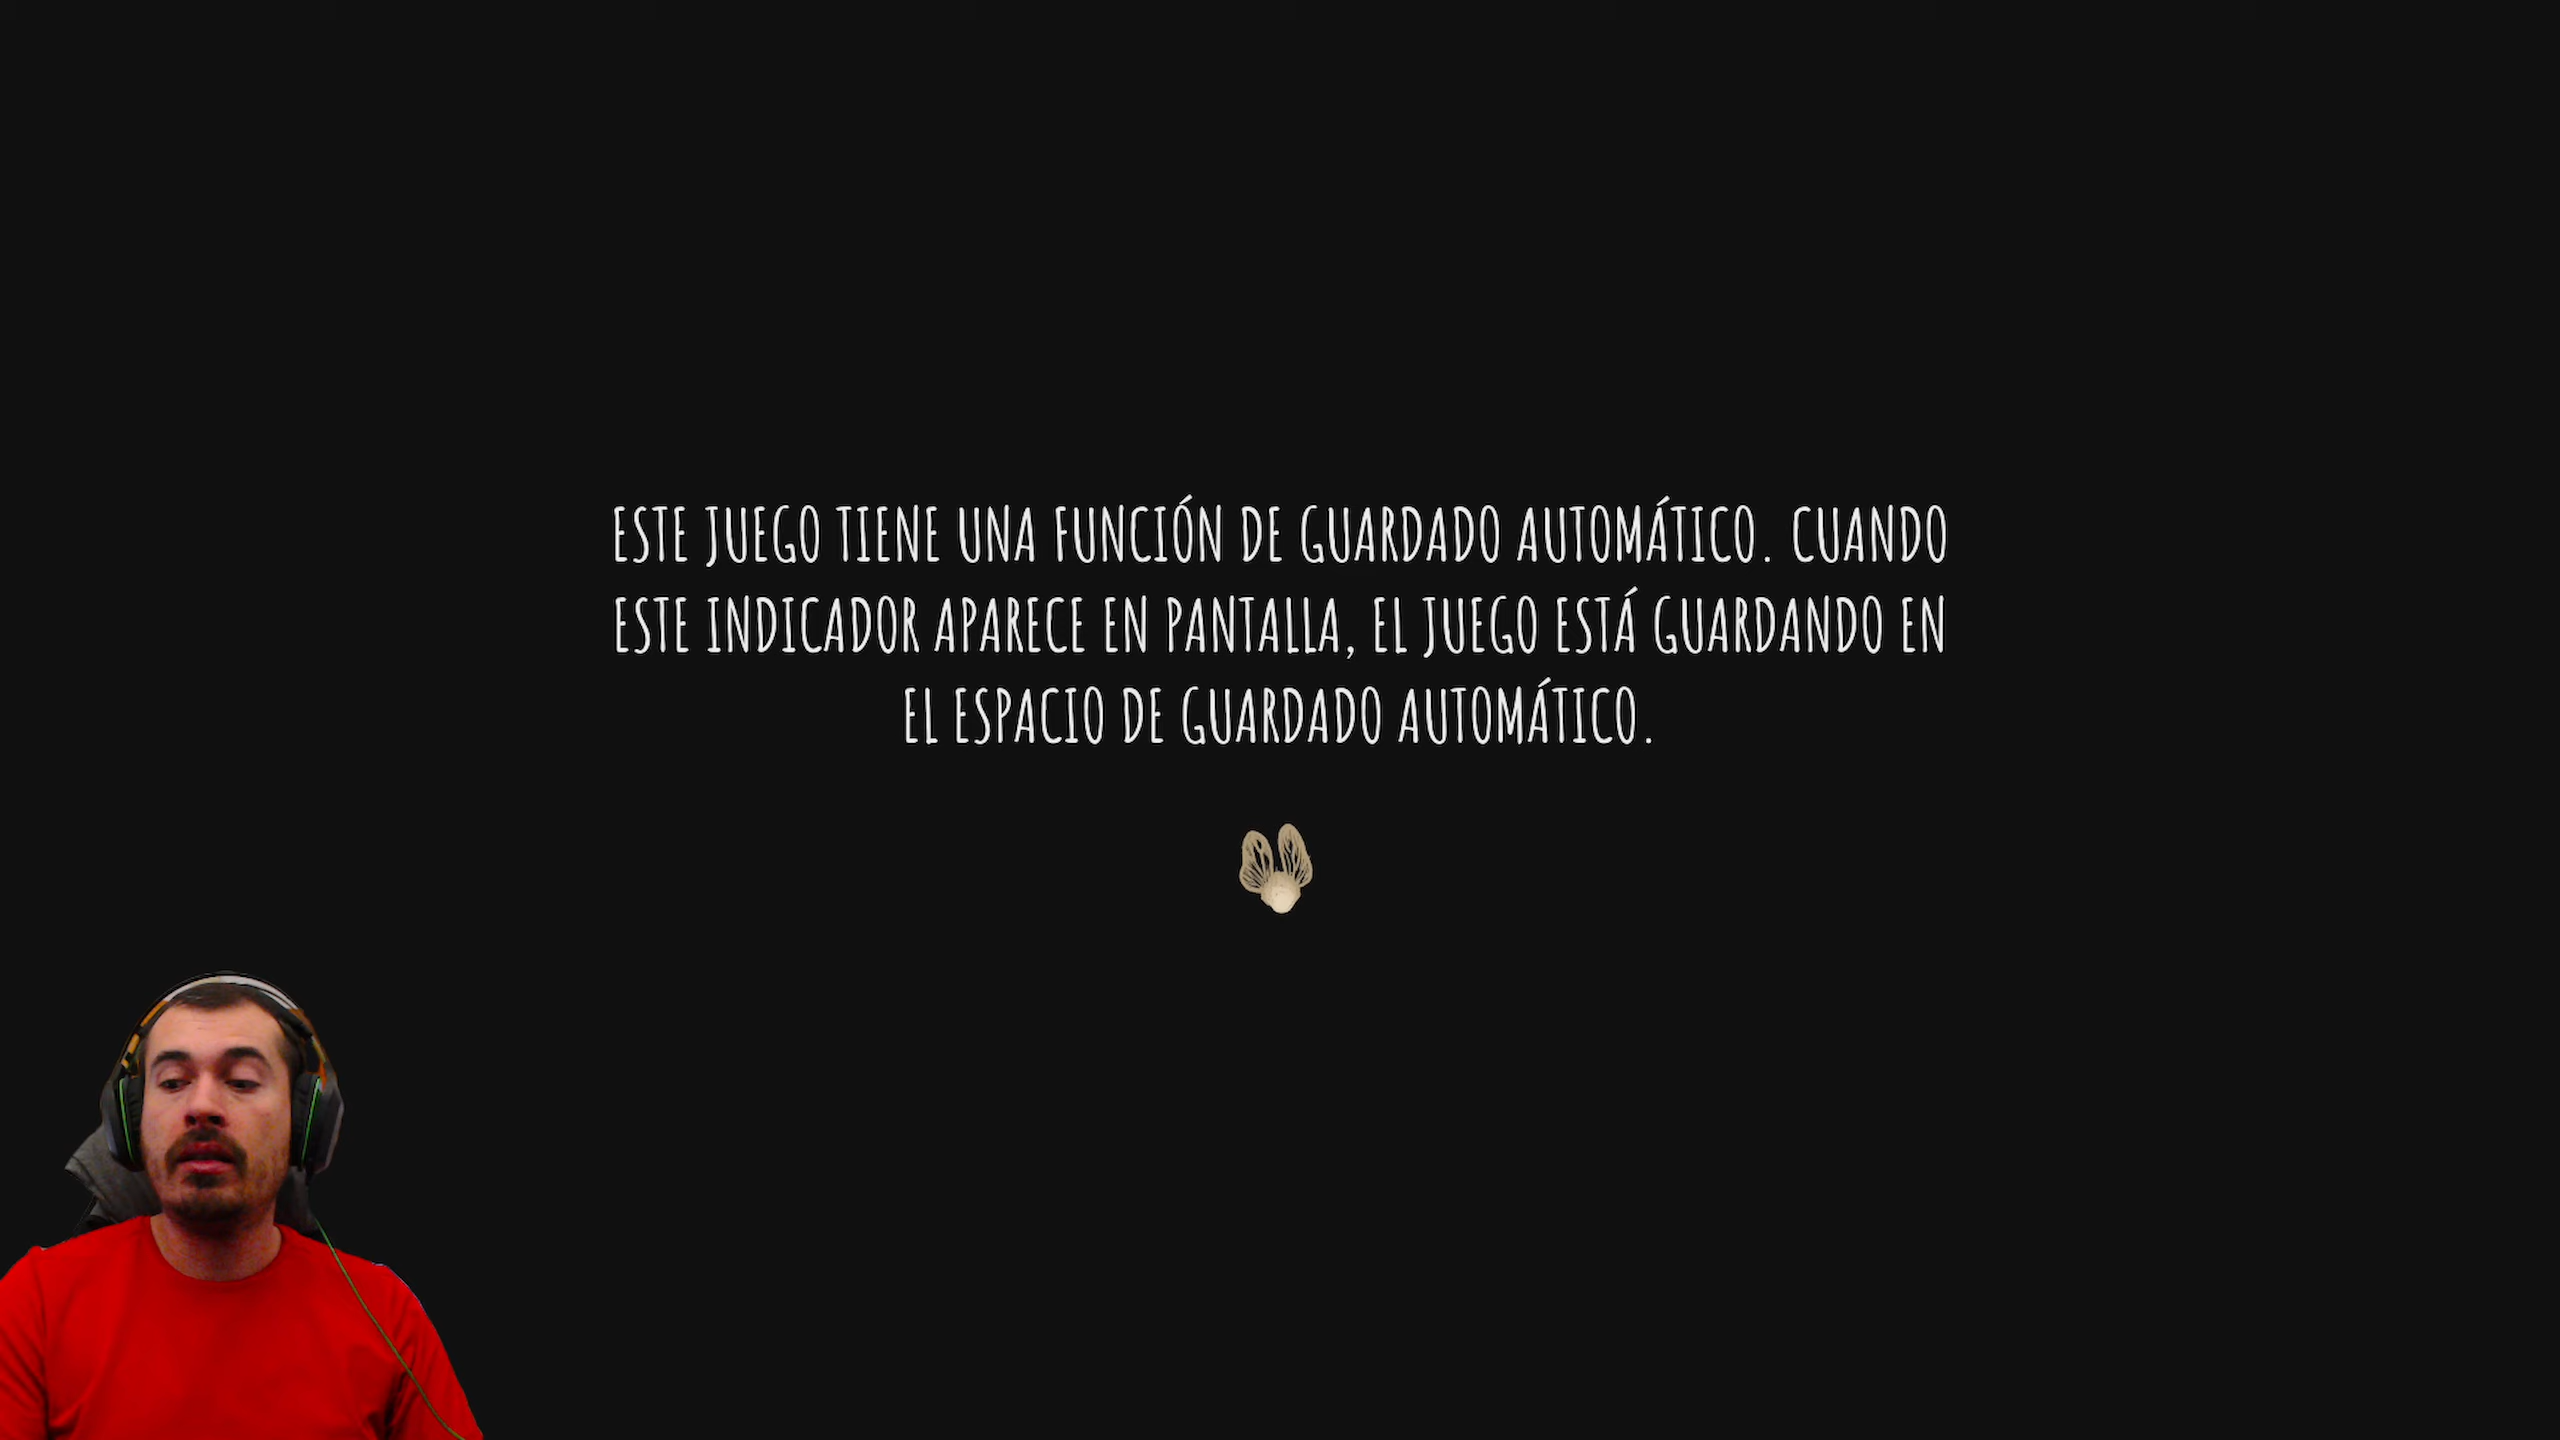 ESTE JUEGO TIENE UNA FUNCIÓN DE GUARDADO AUTOMÁTICO. CUANDO
ESTE INDICADOR APARECE EN PANTALLA, EL JUEGO ESTÁ GUARDANDO EN
EL ESPACIO DE GUARDADO AUTOMÁTICO.